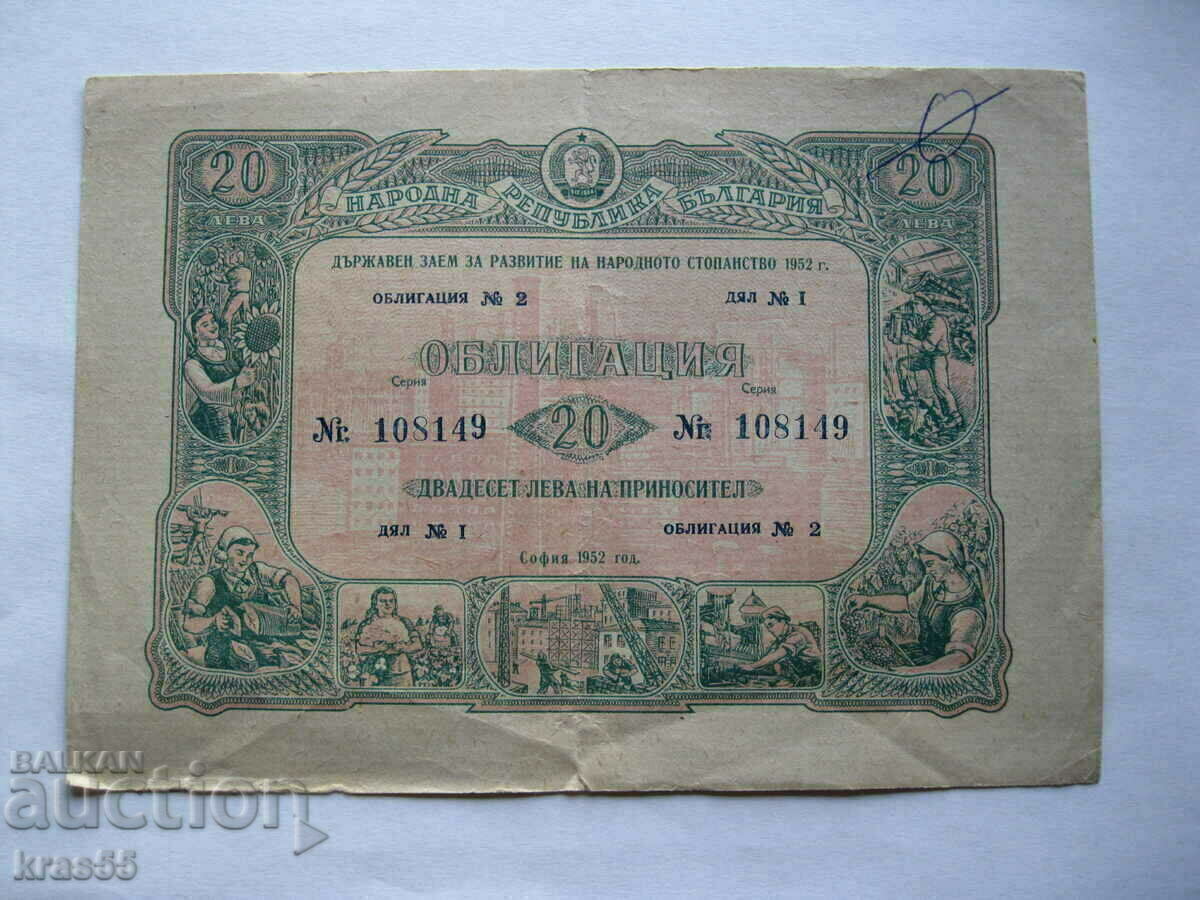 20 20
ЛЕВА ЛЕВА
НАРОДНА РЕПУБЛИКА БЪЛГАРИЯ
ДЪРЖАВЕН ЗАЕМ ЗА РАЗВИТИЕ НА НАРОДНОТО СТОПАНСТВО 1952 г.
ОБЛИГАЦИЯ № 2 ДЯЛ № I
ОБЛИГАЦИЯ
Серия Серия
Nr. 108149 20 Nr. 108149
ДВАДЕСЕТ ЛЕВА НА ПРИНОСИТЕЛ
ДЯЛ № I ОБЛИГАЦИЯ № 2
София 1952 год.
BALKAN
auction
kras55